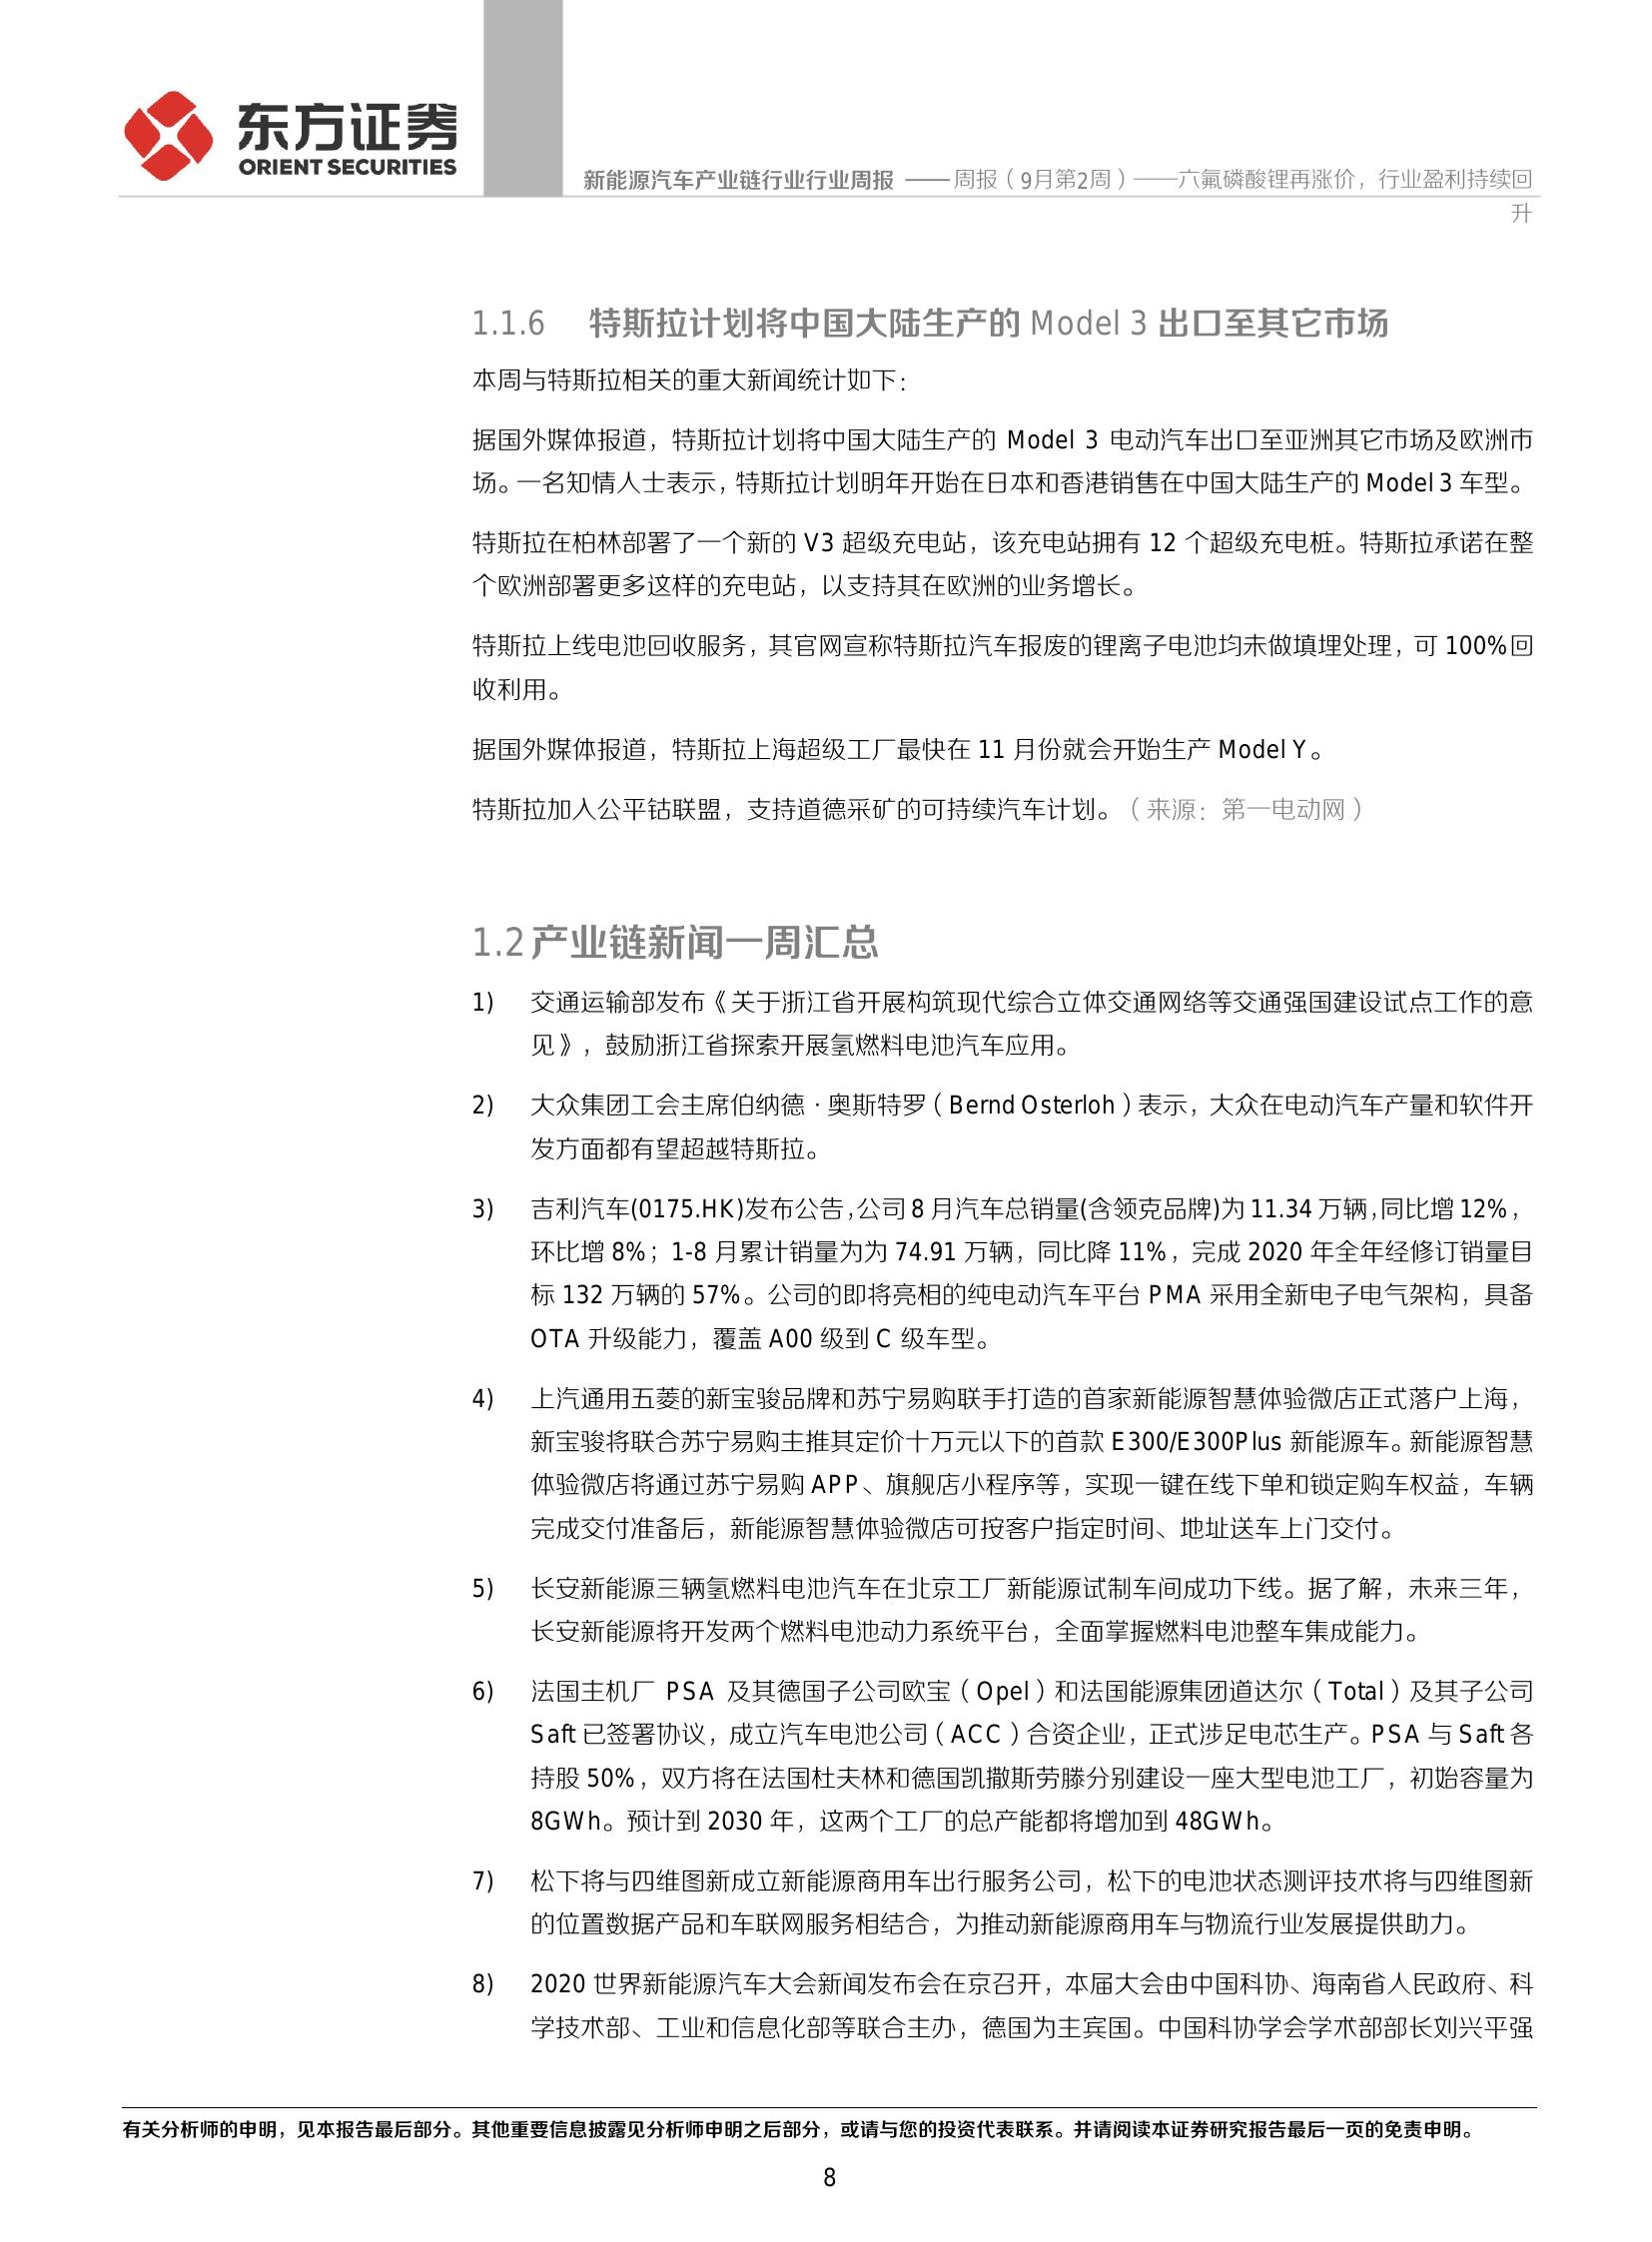 东方证券
ORIENT SECURITIES
新能源汽车产业链行业行业周报 —— 周报（9月第2周）——六氟磷酸锂再涨价，行业盈利持续回
升
1.1.6 特斯拉计划将中国大陆生产的 Model 3 出口至其它市场
本周与特斯拉相关的重大新闻统计如下：
据国外媒体报道，特斯拉计划将中国大陆生产的 Model 3 电动汽车出口至亚洲其它市场及欧洲市
场。一名知情人士表示，特斯拉计划明年开始在日本和香港销售在中国大陆生产的 Model 3 车型。
特斯拉在柏林部署了一个新的 V3 超级充电站，该充电站拥有 12 个超级充电桩。特斯拉承诺在整
个欧洲部署更多这样的充电站，以支持其在欧洲的业务增长。
特斯拉上线电池回收服务，其官网宣称特斯拉汽车报废的锂离子电池均未做填埋处理，可 100%回
收利用。
据国外媒体报道，特斯拉上海超级工厂最快在 11 月份就会开始生产 Model Y。
特斯拉加入公平钴联盟，支持道德采矿的可持续汽车计划。（来源：第一电动网）
1.2 产业链新闻一周汇总
1) 交通运输部发布《关于浙江省开展构筑现代综合立体交通网络等交通强国建设试点工作的意
见》，鼓励浙江省探索开展氢燃料电池汽车应用。
2) 大众集团工会主席伯纳德·奥斯特罗（Bernd Osterloh）表示，大众在电动汽车产量和软件开
发方面都有望超越特斯拉。
3) 吉利汽车(0175.HK)发布公告,公司 8 月汽车总销量(含领克品牌)为 11.34 万辆,同比增 12%，
环比增 8%；1-8 月累计销量为为 74.91 万辆，同比降 11%，完成 2020 年全年经修订销量目
标 132 万辆的 57%。公司的即将亮相的纯电动汽车平台 PMA 采用全新电子电气架构，具备
OTA 升级能力，覆盖 A00 级到 C 级车型。
4) 上汽通用五菱的新宝骏品牌和苏宁易购联手打造的首家新能源智慧体验微店正式落户上海，
新宝骏将联合苏宁易购主推其定价十万元以下的首款 E300/E300Plus 新能源车。新能源智慧
体验微店将通过苏宁易购 APP、旗舰店小程序等，实现一键在线下单和锁定购车权益，车辆
完成交付准备后，新能源智慧体验微店可按客户指定时间、地址送车上门交付。
5) 长安新能源三辆氢燃料电池汽车在北京工厂新能源试制车间成功下线。据了解，未来三年，
长安新能源将开发两个燃料电池动力系统平台，全面掌握燃料电池整车集成能力。
6) 法国主机厂 PSA 及其德国子公司欧宝（Opel）和法国能源集团道达尔（Total）及其子公司
Saft 已签署协议，成立汽车电池公司（ACC）合资企业，正式涉足电芯生产。PSA 与 Saft 各
持股 50%，双方将在法国杜夫林和德国凯撒斯劳滕分别建设一座大型电池工厂，初始容量为
8GWh。预计到 2030 年，这两个工厂的总产能都将增加到 48GWh。
7) 松下将与四维图新成立新能源商用车出行服务公司，松下的电池状态测评技术将与四维图新
的位置数据产品和车联网服务相结合，为推动新能源商用车与物流行业发展提供助力。
8) 2020 世界新能源汽车大会新闻发布会在京召开，本届大会由中国科协、海南省人民政府、科
学技术部、工业和信息化部等联合主办，德国为主宾国。中国科协学会学术部部长刘兴平强
有关分析师的申明，见本报告最后部分。其他重要信息披露见分析师申明之后部分，或请与您的投资代表联系。并请阅读本证券研究报告最后一页的免责申明。
8